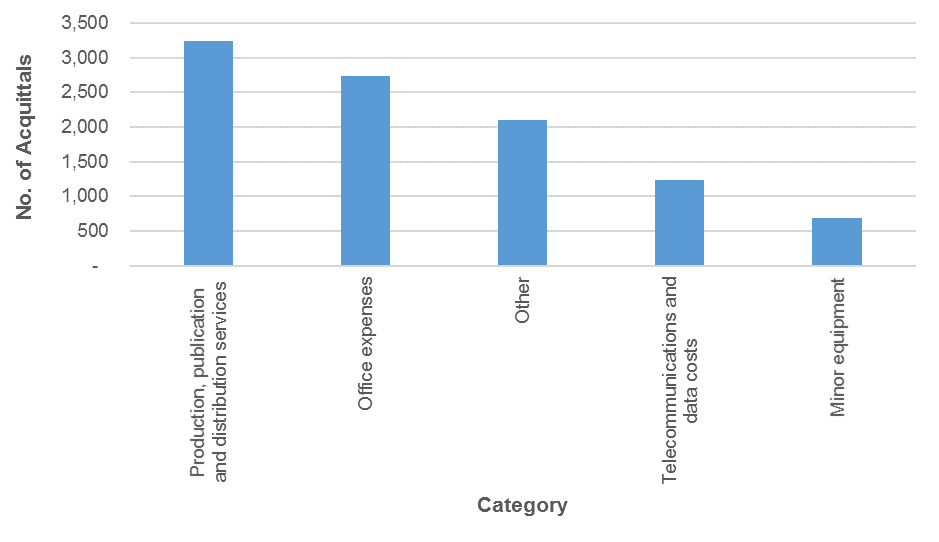 3,500
3,000
2,500
2,000
1,500
1,000
500
-
No. of Acquittals
Production, publication
and distribution services
Office expenses
Other
Telecommunications and
data costs
Minor equipment
Category